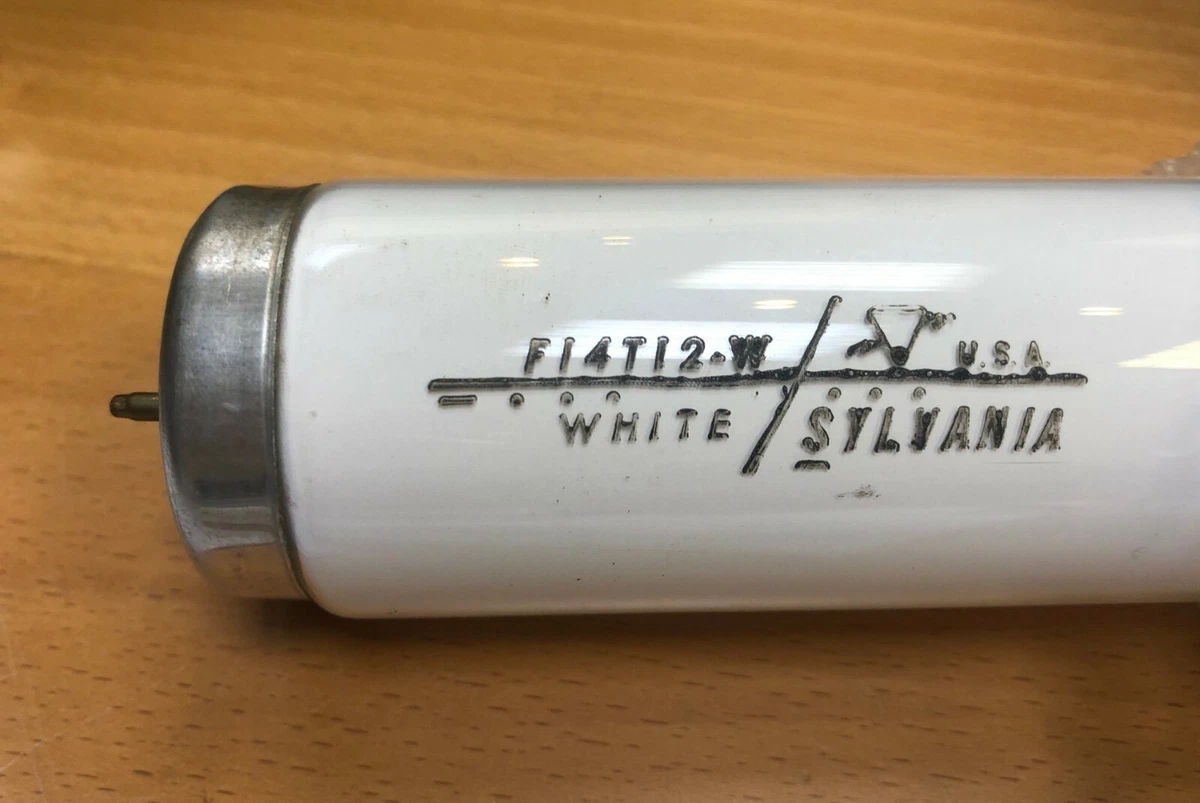 F14T12·W U.S.A.
WHITE SYLVANIA